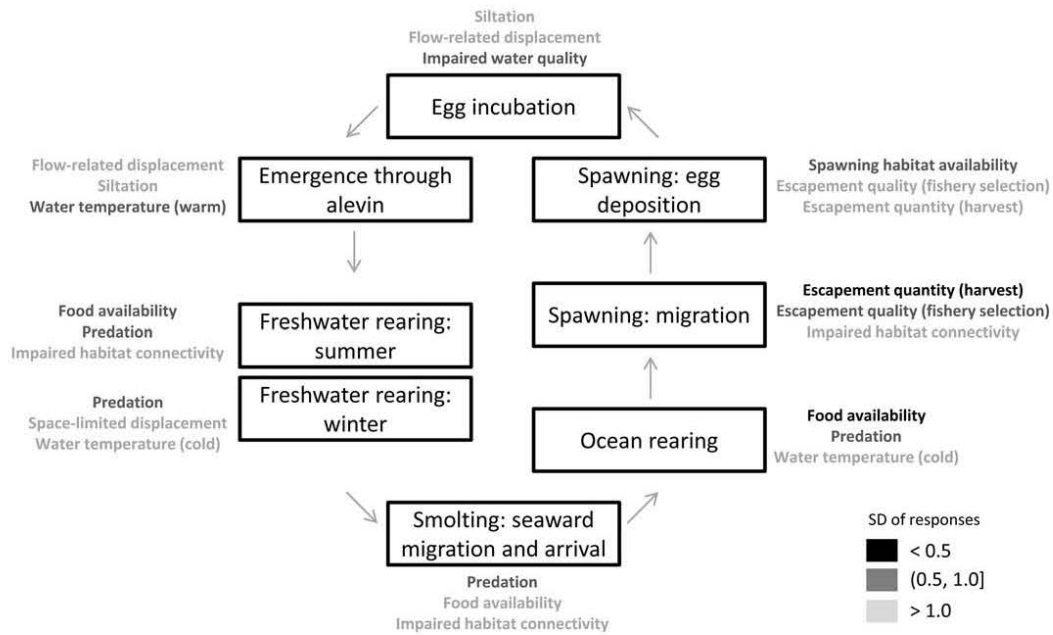 Siltation
Flow-related displacement
Impaired water quality
Egg incubation
Flow-related displacement
Siltation
Water temperature (warm)
Emergence through
alevin
Spawning: egg
deposition
Spawning habitat availability
Escapement quality (fishery selection)
Escapement quantity (harvest)
Food availability
Predation
Impaired habitat connectivity
Freshwater rearing:
summer
Spawning: migration
Escapement quantity (harvest)
Escapement quality (fishery selection)
Impaired habitat connectivity
Predation
Space-limited displacement
Water temperature (cold)
Freshwater rearing:
winter
Ocean rearing
Food availability
Predation
Water temperature (cold)
Smolting: seaward
migration and arrival
Predation
Food availability
Impaired habitat connectivity
SD of responses
< 0.5
(0.5, 1.0]
> 1.0